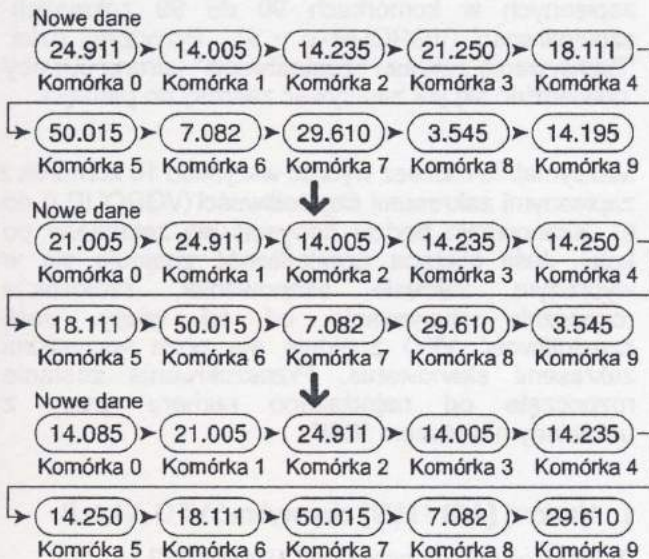 Nowe dane
24.911 14.005 14.235 21.250 18.111
Komórka 0 Komórka 1 Komórka 2 Komórka 3 Komórka 4
50.015 7.082 29.610 3.545 14.195
Komórka 5 Komórka 6 Komórka 7 Komórka 8 Komórka 9
Nowe dane
21.005 24.911 14.005 14.235 14.250
Komórka 0 Komórka 1 Komórka 2 Komórka 3 Komórka 4
18.111 50.015 7.082 29.610 3.545
Komórka 5 Komórka 6 Komórka 7 Komórka 8 Komórka 9
Nowe dane
14.085 21.005 24.911 14.005 14.235
Komórka 0 Komórka 1 Komórka 2 Komórka 3 Komórka 4
14.250 18.111 50.015 7.082 29.610
Komróka 5 Komórka 6 Komórka 7 Komórka 8 Komórka 9